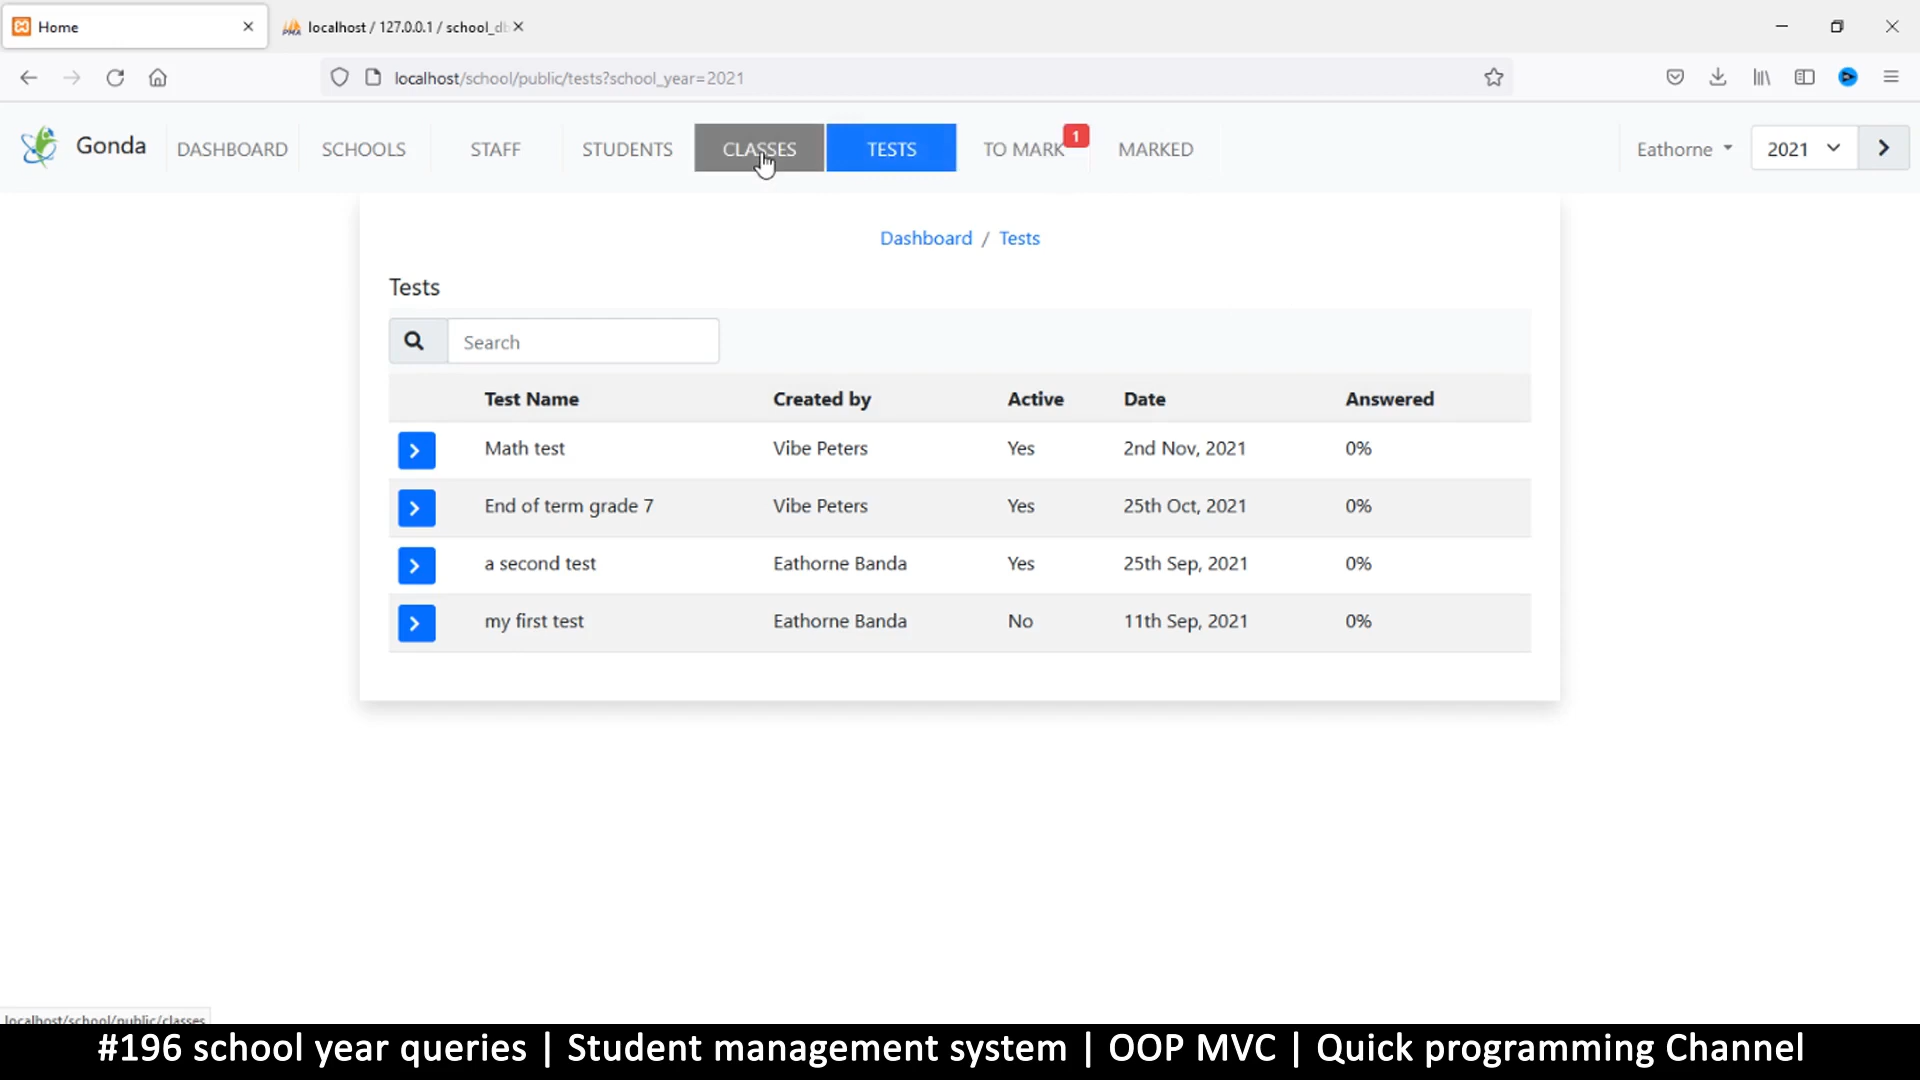 Home
localhost / 127.0.0.1 / school_db
localhost/school/public/tests?school_year=2021
Gonda
DASHBOARD
SCHOOLS
STAFF
STUDENTS
CLASSES
TESTS
TO MARK
1
MARKED
Eathorne
2021
Dashboard / Tests
Tests
Search
Test Name Created by Active Date Answered
Math test Vibe Peters Yes 2nd Nov, 2021 0%
End of term grade 7 Vibe Peters Yes 25th Oct, 2021 0%
a second test Eathorne Banda Yes 25th Sep, 2021 0%
my first test Eathorne Banda No 11th Sep, 2021 0%
localhost/school/public/classes
#196 school year queries | Student management system | OOP MVC | Quick programming Channel